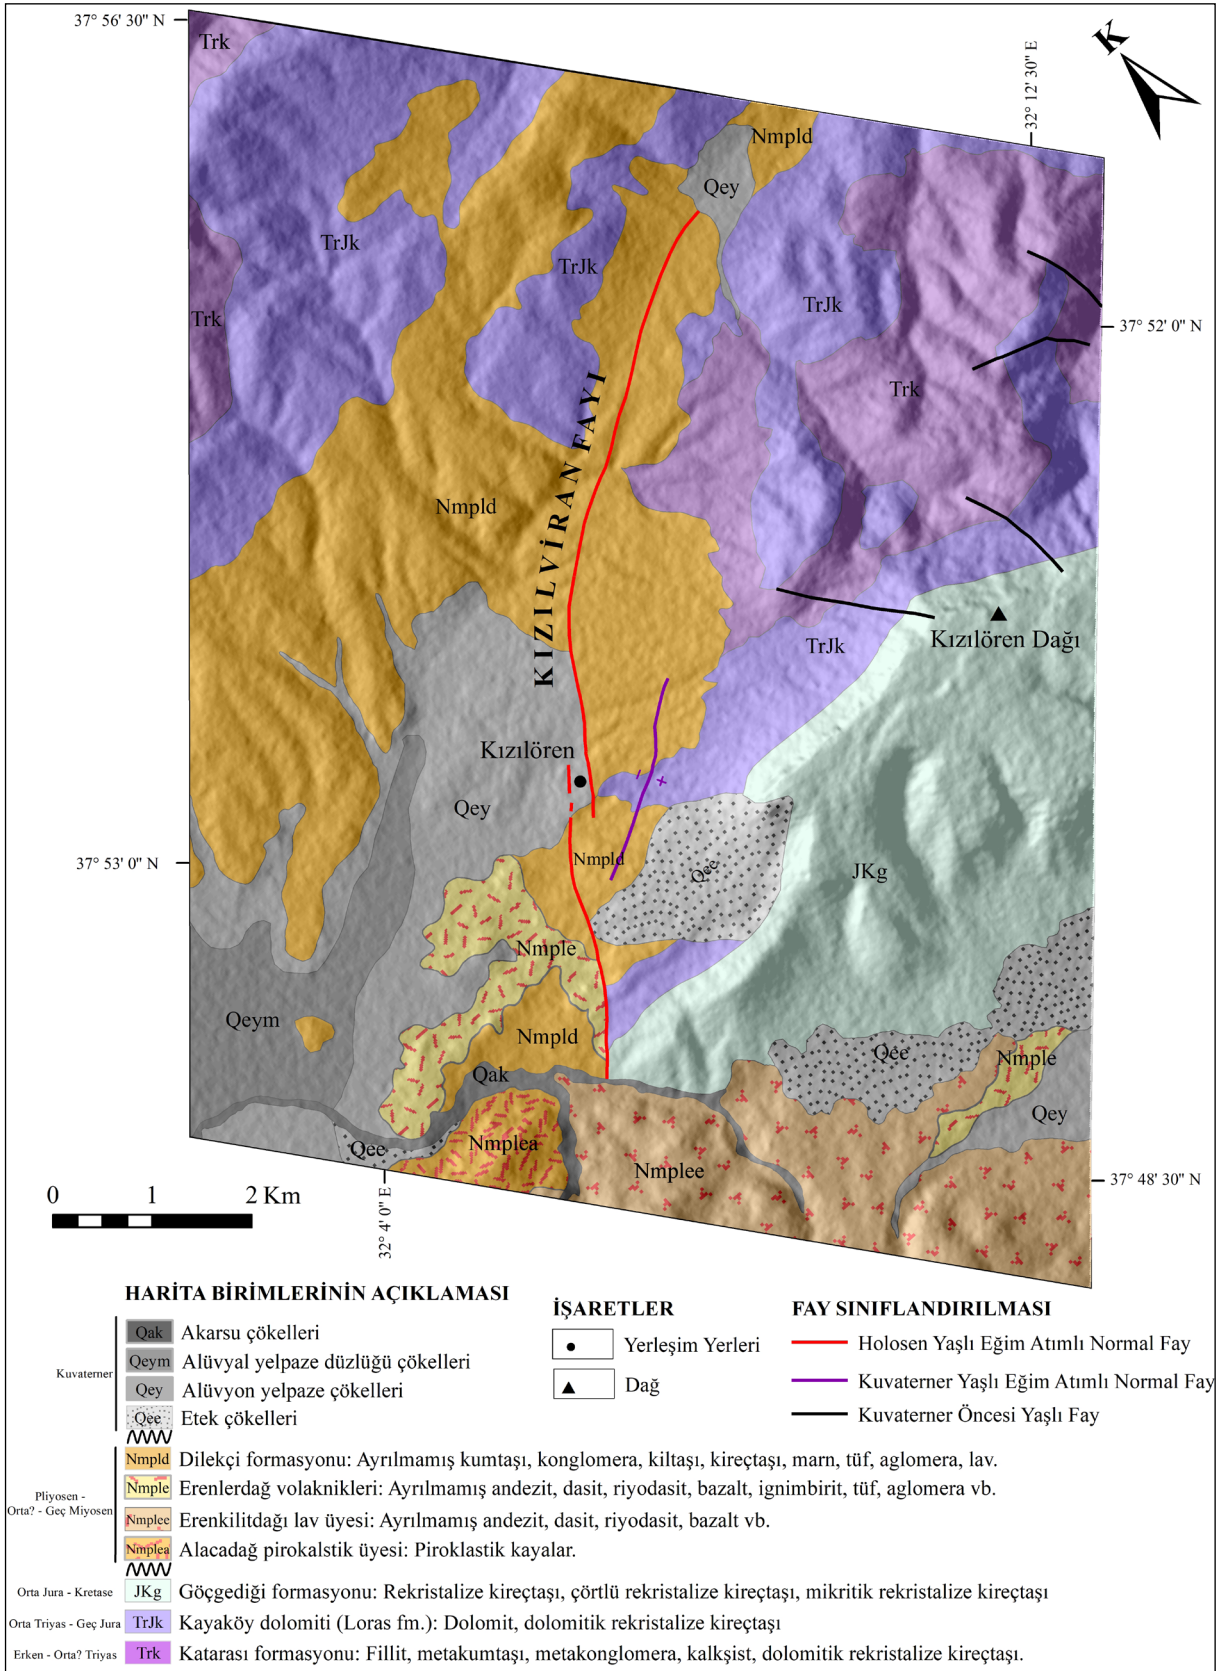 37° 56' 30" N
K
32° 12' 30" E
Trk
Nmpld
Qey
TrJk
TrJk
TrJk
Trk
37° 52' 0" N
Trk
KIZILVİRAN FAYI
Nmpld
TrJk
Kızılören Dağı
Kızılören
Qey
37° 53' 0" N
Nmpld
Qee
JKg
Nmple
Qeym
Nmpld
Qee
Nmple
Qak
Qey
Qee
Nmplea
Nmplee
37° 48' 30" N
0 1 2 Km
32° 4' 0" E
HARİTA BİRİMLERİNİN AÇIKLAMASI
Kuvaterner
Qak Akarsu çökelleri
Qeym Alüvyal yelpaze düzlüğü çökelleri
Qey Alüvyon yelpaze çökelleri
Qee Etek çökelleri
İŞARETLER
Yerleşim Yerleri
Dağ
FAY SINIFLANDIRILMASI
Holosen Yaşlı Eğim Atımlı Normal Fay
Kuvaterner Yaşlı Eğim Atımlı Normal Fay
Kuvaterner Öncesi Yaşlı Fay
Pliyosen -
Orta? - Geç Miyosen
Nmpld Dilekçi formasyonu: Ayrılmamış kumtaşı, konglomera, kiltaşı, kireçtaşı, marn, tüf, aglomera, lav.
Nmple Erenlerdağ volaknikleri: Ayrılmamış andezit, dasit, riyodasit, bazalt, ignimbirit, tüf, aglomera vb.
Nmplee Erenkilitdağı lav üyesi: Ayrılmamış andezit, dasit, riyodasit, bazalt vb.
Nmplea Alacadağ pirokalstik üyesi: Piroklastik kayalar.
Orta Jura - Kretase JKg Göçgediği formasyonu: Rekristalize kireçtaşı, çörtlü rekristalize kireçtaşı, mikritik rekristalize kireçtaşı
Orta Triyas - Geç Jura TrJk Kayaköy dolomiti (Loras fm.): Dolomit, dolomitik rekristalize kireçtaşı
Erken - Orta? Triyas Trk Katarası formasyonu: Fillit, metakumtaşı, metakonglomera, kalkşist, dolomitik rekristalize kireçtaşı.